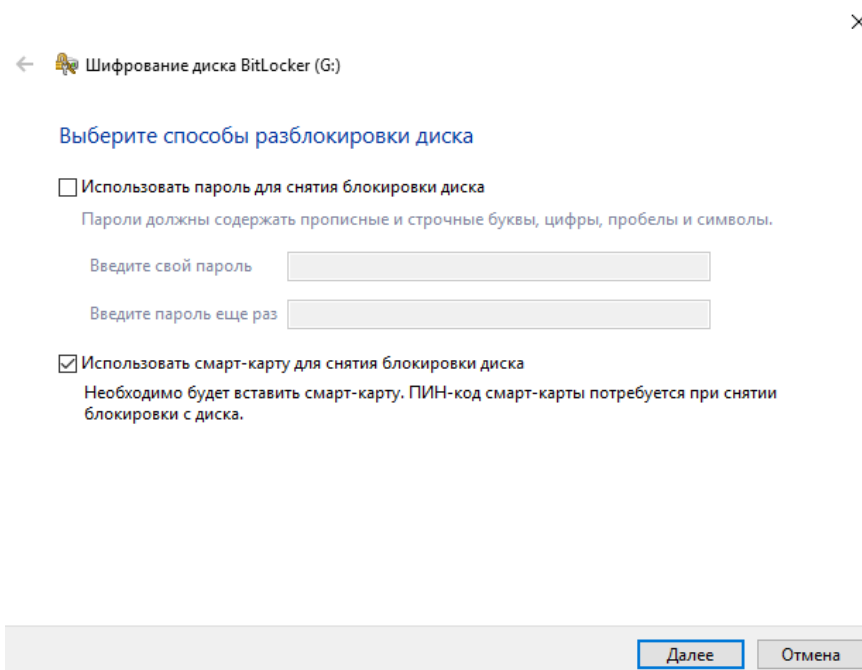 Шифрование диска BitLocker (G:)
Выберите способы разблокировки диска
Использовать пароль для снятия блокировки диска
Пароли должны содержать прописные и строчные буквы, цифры, пробелы и символы.
Введите свой пароль
Введите пароль еще раз
Использовать смарт-карту для снятия блокировки диска
Необходимо будет вставить смарт-карту. ПИН-код смарт-карты потребуется при снятии
блокировки с диска.
Далее
Отмена